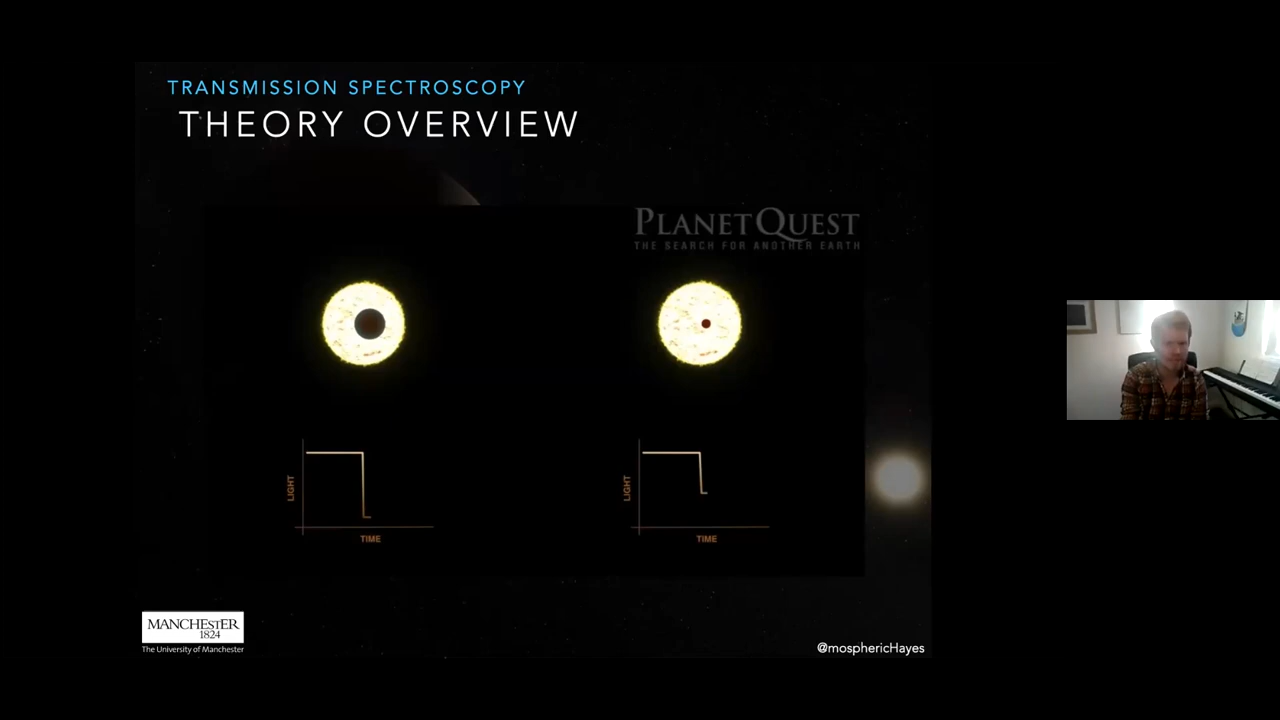 TRANSMISSION SPECTROSCOPY
THEORY OVERVIEW
PLANETQUEST
THE SEARCH FOR ANOTHER EARTH
LIGHT
TIME
LIGHT
TIME
MANCHESTER
1824
The University of Manchester
@mosphericHayes